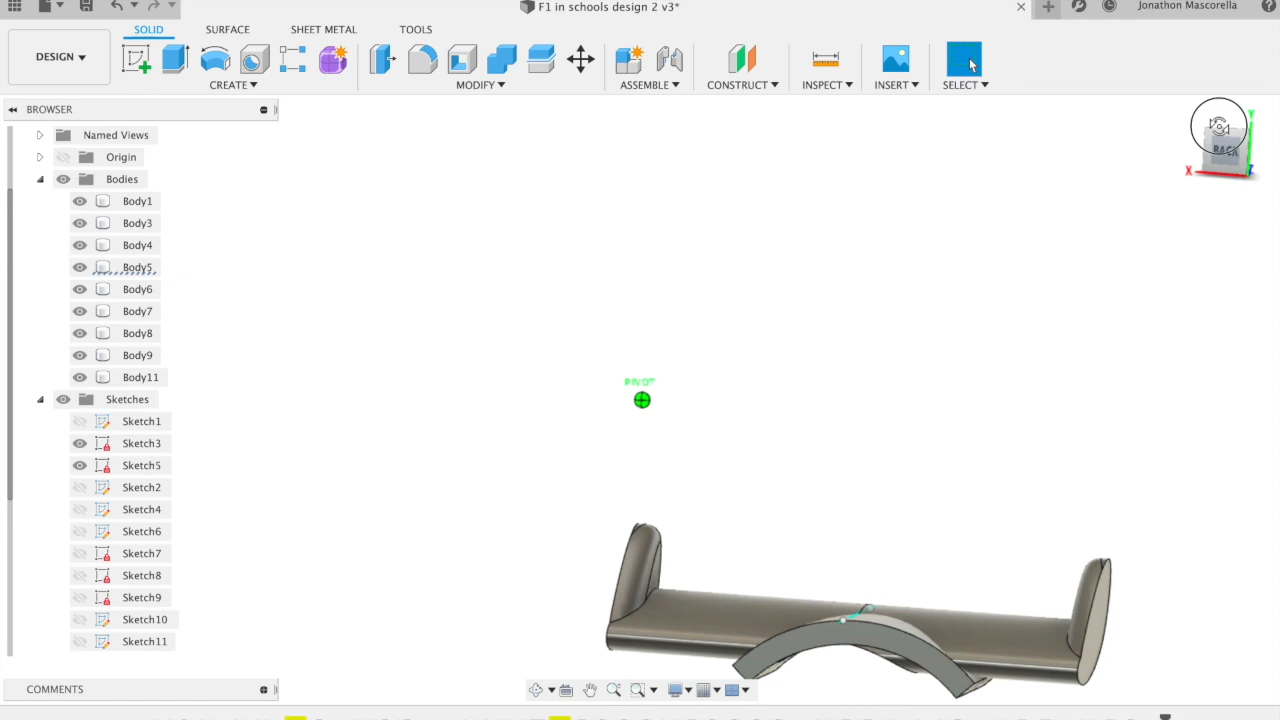 F1 in schools design 2 v3*
Jonathon Mascorella
SOLID SURFACE SHEET METAL TOOLS
DESIGN
CREATE MODIFY ASSEMBLE CONSTRUCT INSPECT INSERT SELECT
BROWSER
Named Views
Origin
Bodies
Body1
Body3
Body4
Body5
Body6
Body7
Body8
Body9
Body11
Sketches
Sketch1
Sketch3
Sketch5
Sketch2
Sketch4
Sketch6
Sketch7
Sketch8
Sketch9
Sketch10
Sketch11
COMMENTS
PIVOT
Y
BACK
X